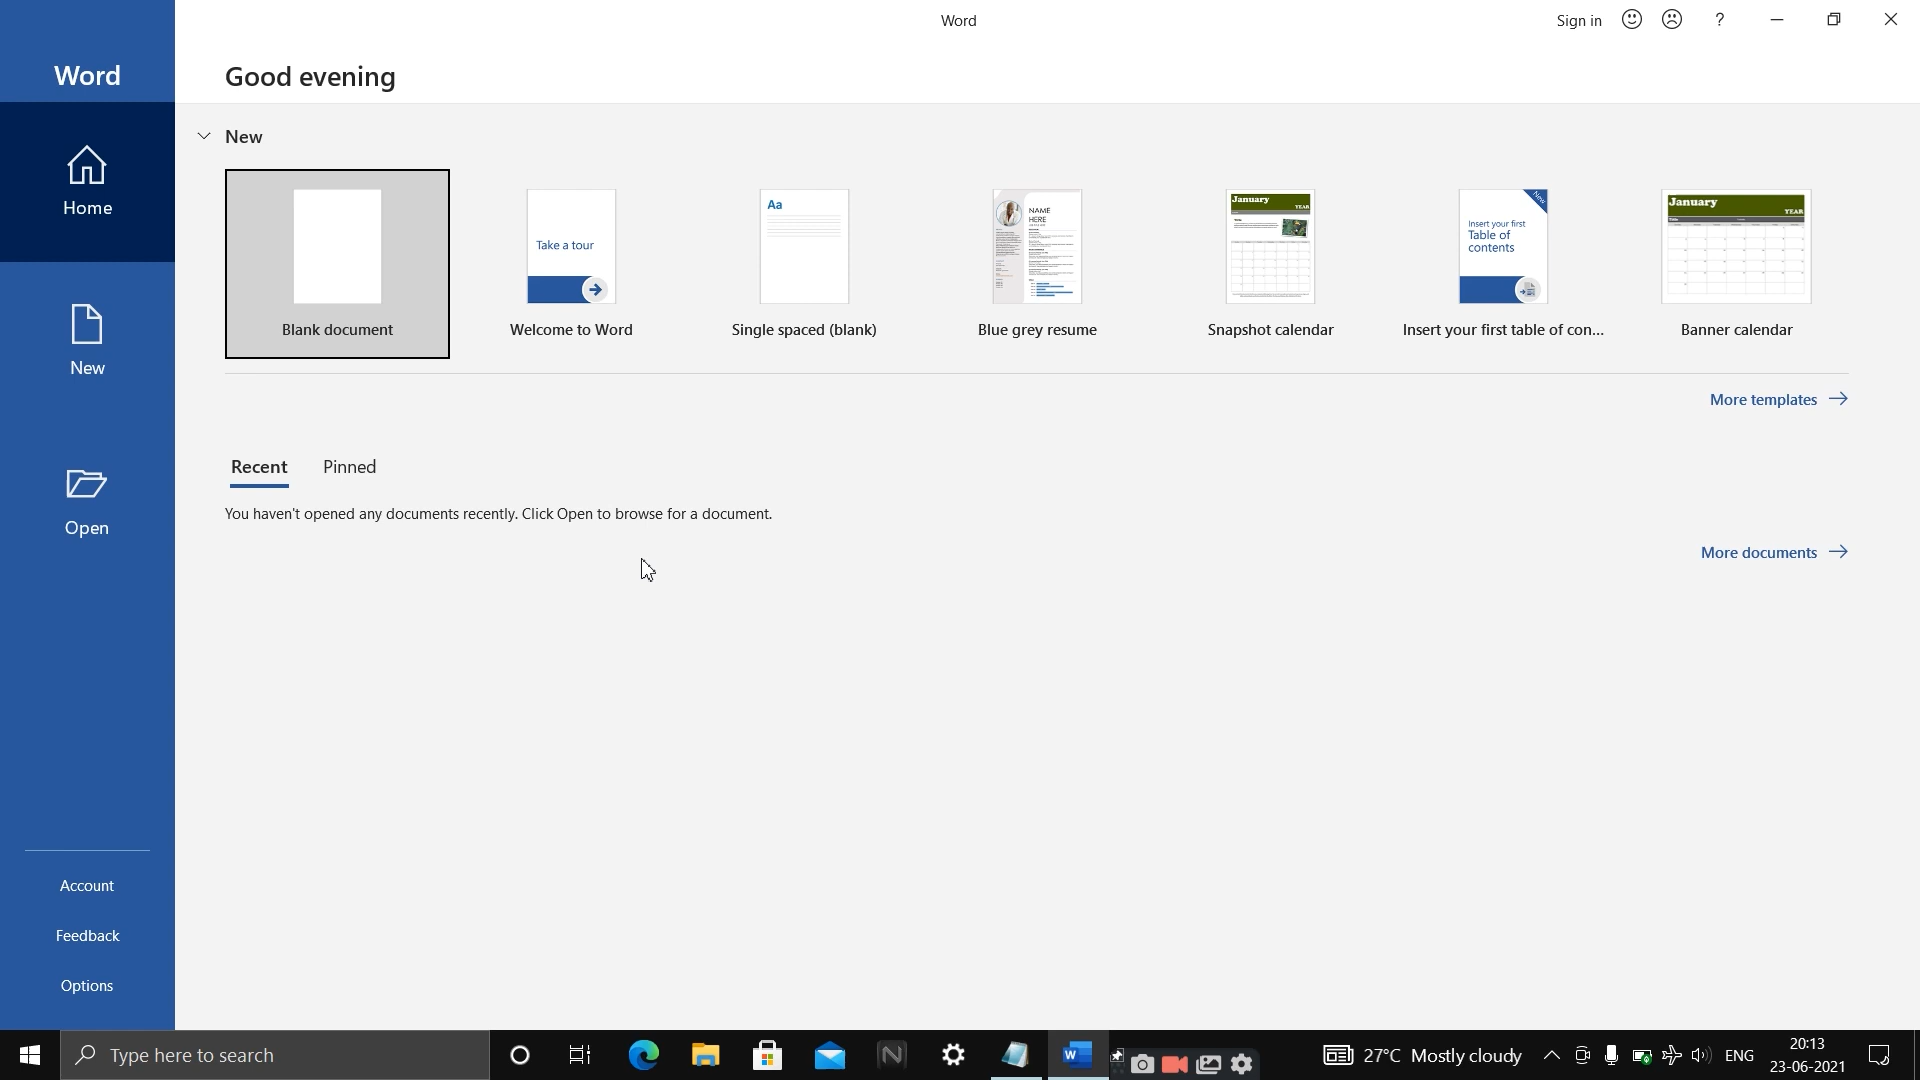 Word
Sign in
?
Word
Good evening
New
Home
New
Open
Account
Feedback
Options
Aa
Take a tour
NAME
HERE
January
YEAR
New
Insert your first
Table of
contents
January
YEAR
Blank document
Welcome to Word
Single spaced (blank)
Blue grey resume
Snapshot calendar
Insert your first table of con...
Banner calendar
More templates
Recent Pinned
You haven't opened any documents recently. Click Open to browse for a document.
More documents
Type here to search
27°C Mostly cloudy
ENG
20:13
23-06-2021